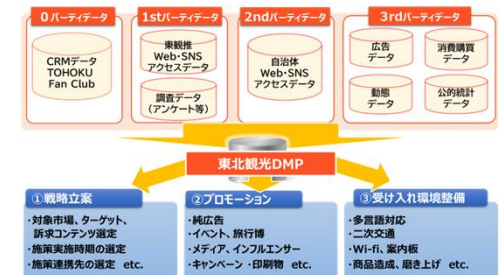 0パーティデータ
1stパーティデータ
2ndパーティデータ
3rdパーティデータ
CRMデータ
TOHOKU
Fan Club
東観推
Web・SNS
アクセスデータ
調査データ
(アンケート等)
自治体
Web・SNS
アクセスデータ
広告
データ
消費購買
データ
動態
データ
公的統計
データ
東北観光DMP
①戦略立案
・対象市場、ターゲット、
訴求コンテンツ選定
・施策実施時期の選定
・施策連携先の選定 etc.
②プロモーション
・純広告
・イベント、旅行博
・メディア、インフルエンサー
・キャンペーン・印刷物 etc.
③受け入れ環境整備
・多言語対応
・二次交通
・Wi-fi、案内板
・商品造成、磨き上げ etc.